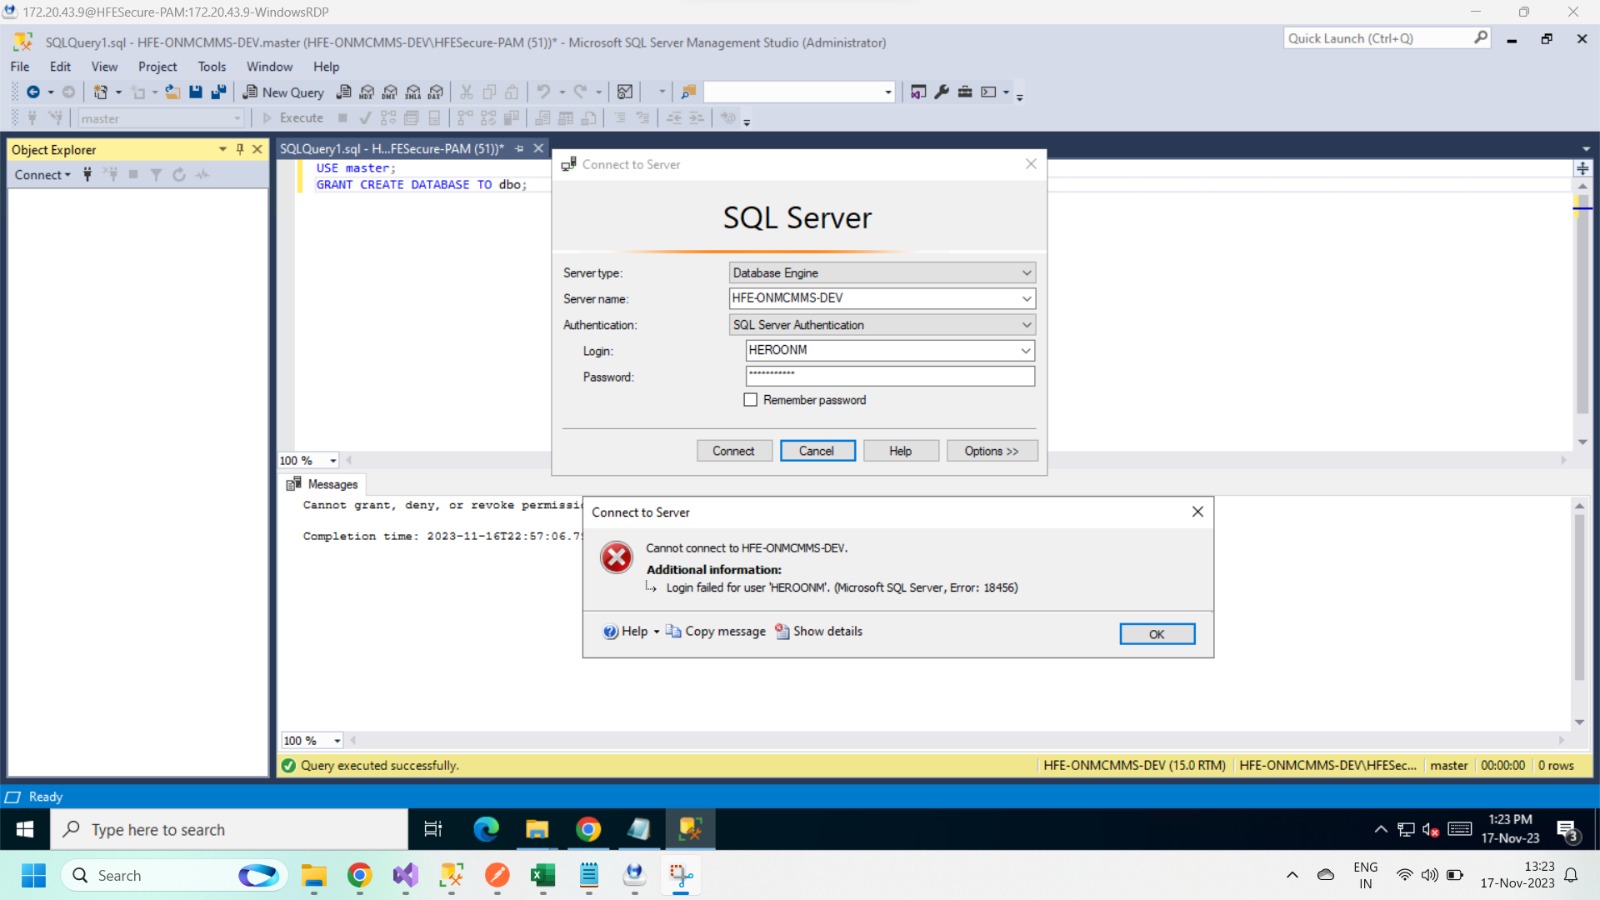 172.20.43.9@HFESecure-PAM:172.20.43.9-WindowsRDP
SQLQuery1.sql - HFE-ONMCMMS-DEV.master (HFE-ONMCMMS-DEV\HFESecure-PAM (51))* - Microsoft SQL Server Management Studio (Administrator)
Quick Launch (Ctrl+Q)
File Edit View Project Tools Window Help
New Query
MDX DMX XMLA DAX
master
Execute
Object Explorer
Connect
SQLQuery1.sql - H...FESecure-PAM (51))*
USE master;
GRANT CREATE DATABASE TO dbo;
Connect to Server
SQL Server
Server type: Database Engine
Server name: HFE-ONMCMMS-DEV
Authentication: SQL Server Authentication
Login: HEROONM
Password: ***********
Remember password
Connect Cancel Help Options >>
100 %
Messages
Cannot grant, deny, or revoke
Completion time: 2023-11-16T22:57:06.7
Connect to Server
Cannot connect to HFE-ONMCMMS-DEV.
Additional information:
Login failed for user 'HEROONM'. (Microsoft SQL Server, Error: 18456)
Help Copy message Show details OK
100 %
Query executed successfully.
HFE-ONMCMMS-DEV (15.0 RTM) HFE-ONMCMMS-DEV\HFESec... master 00:00:00 0 rows
Ready
Type here to search
1:23 PM
17-Nov-23
3
Search
ENG
IN
13:23
17-Nov-2023